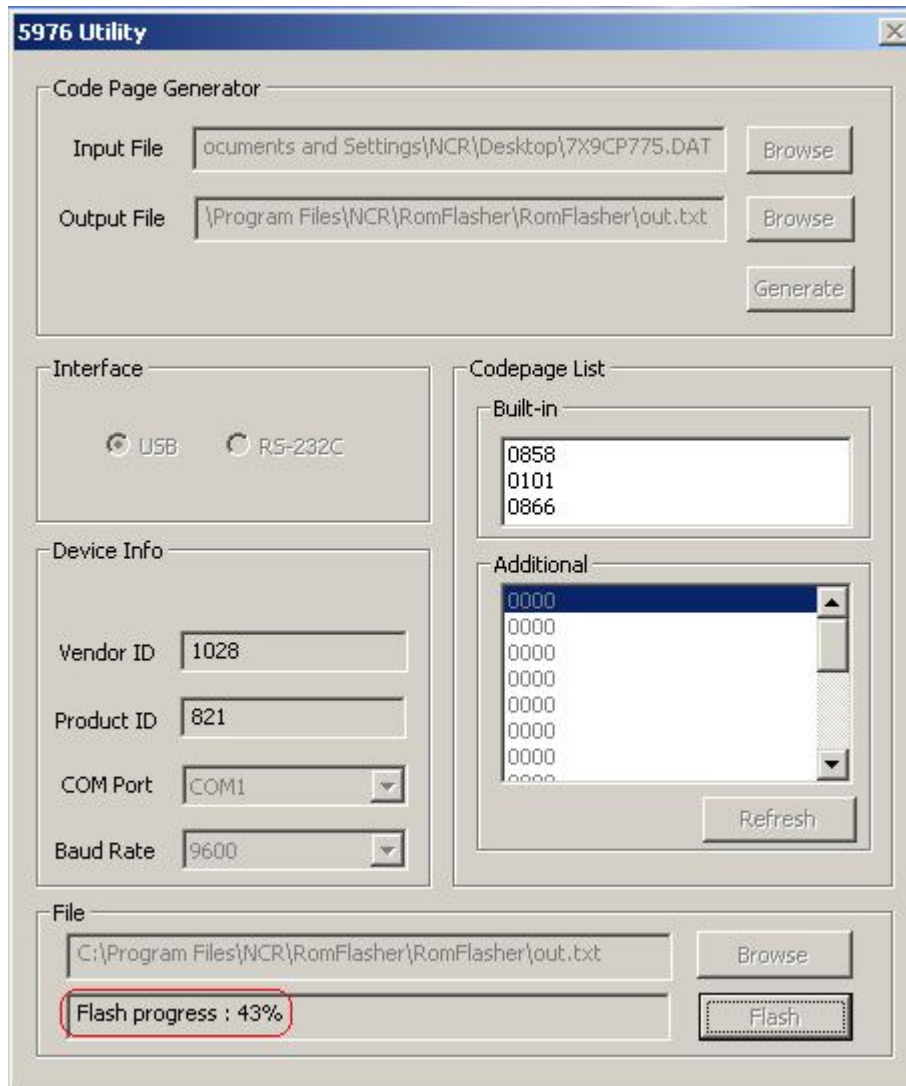 5976 Utility
Code Page Generator
Input File
ocuments and Settings\NCR\Desktop\7X9CP775.DAT
Browse
Output File
\Program Files\NCR\RomFlasher\RomFlasher\out.txt
Browse
Generate
Interface
USB
RS-232C
Device Info
Vendor ID
1028
Product ID
821
COM Port
COM1
Baud Rate
9600
Codepage List
Built-in
0858
0101
0866
Additional
0000
0000
0000
0000
0000
0000
0000
0000
Refresh
File
C:\Program Files\NCR\RomFlasher\RomFlasher\out.txt
Browse
Flash progress : 43%
Flash